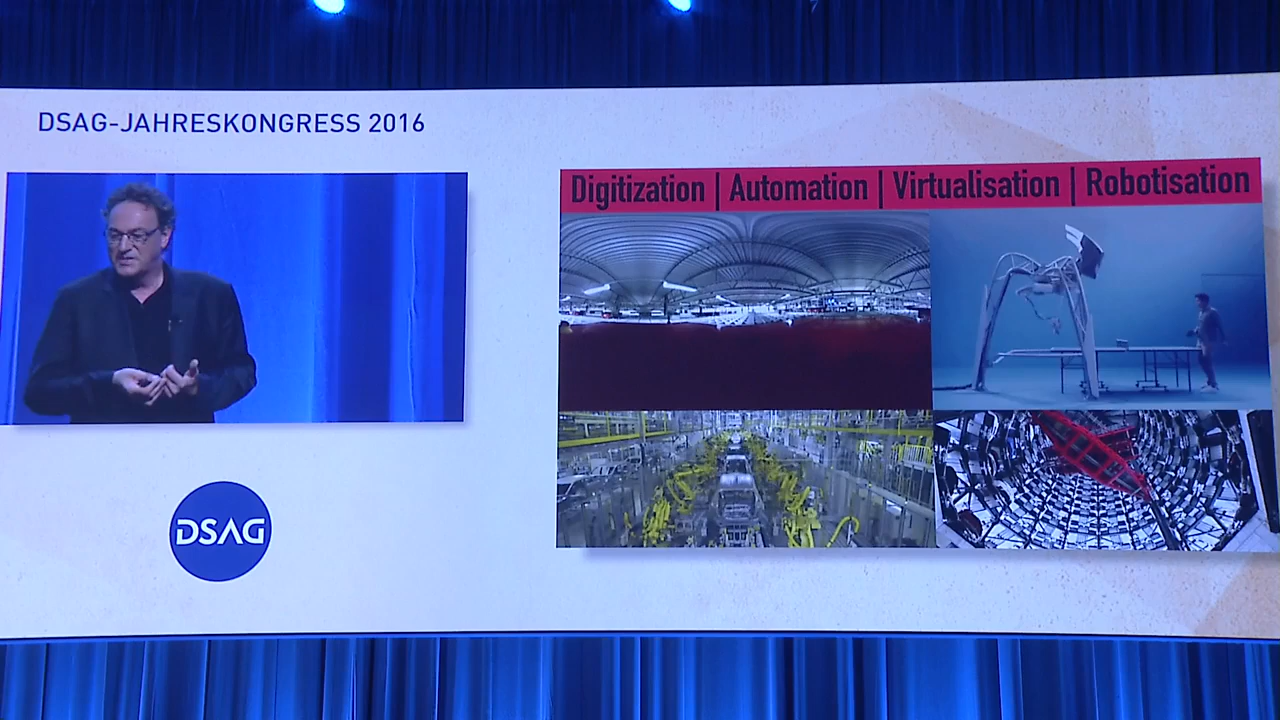 DSAG-JAHRESKONGRESS 2016
Digitization | Automation | Virtualisation | Robotisation
DSAG